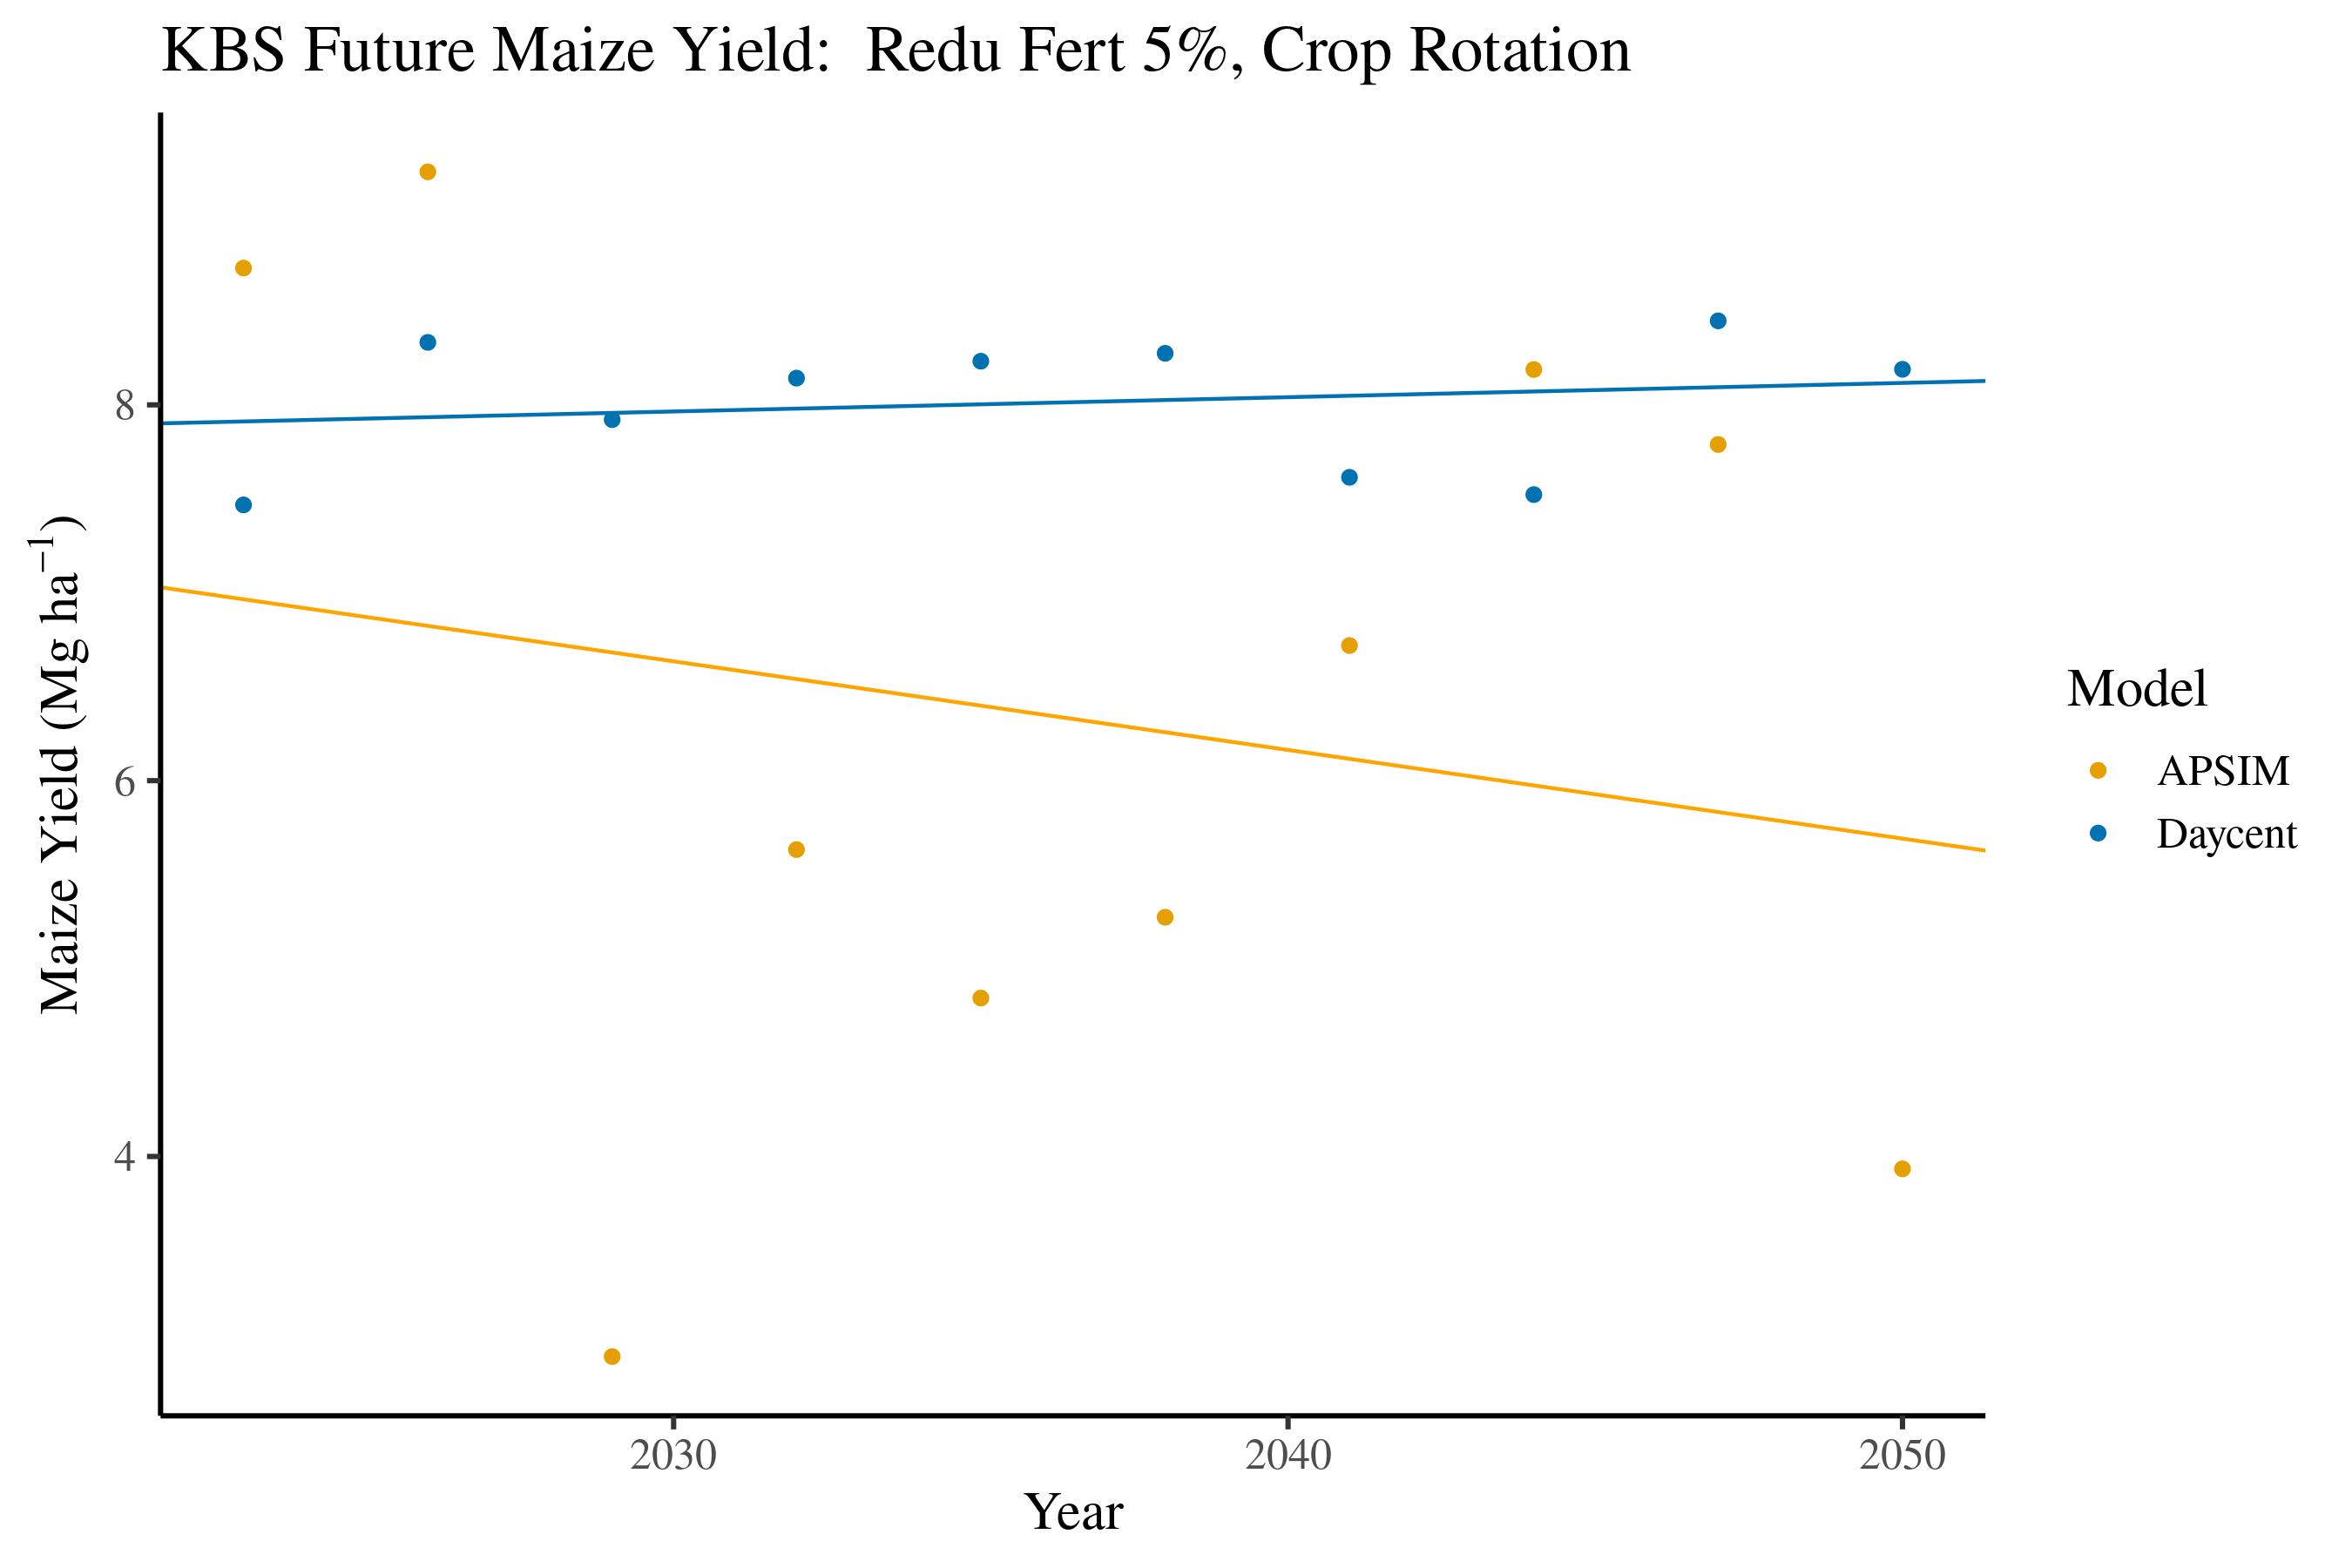 KBS Future Maize Yield:  Redu Fert 5%, Crop Rotation
Maize Yield (Mg ha⁻¹)
8
6
4
2030
2040
2050
Year
Model
APSIM
Daycent